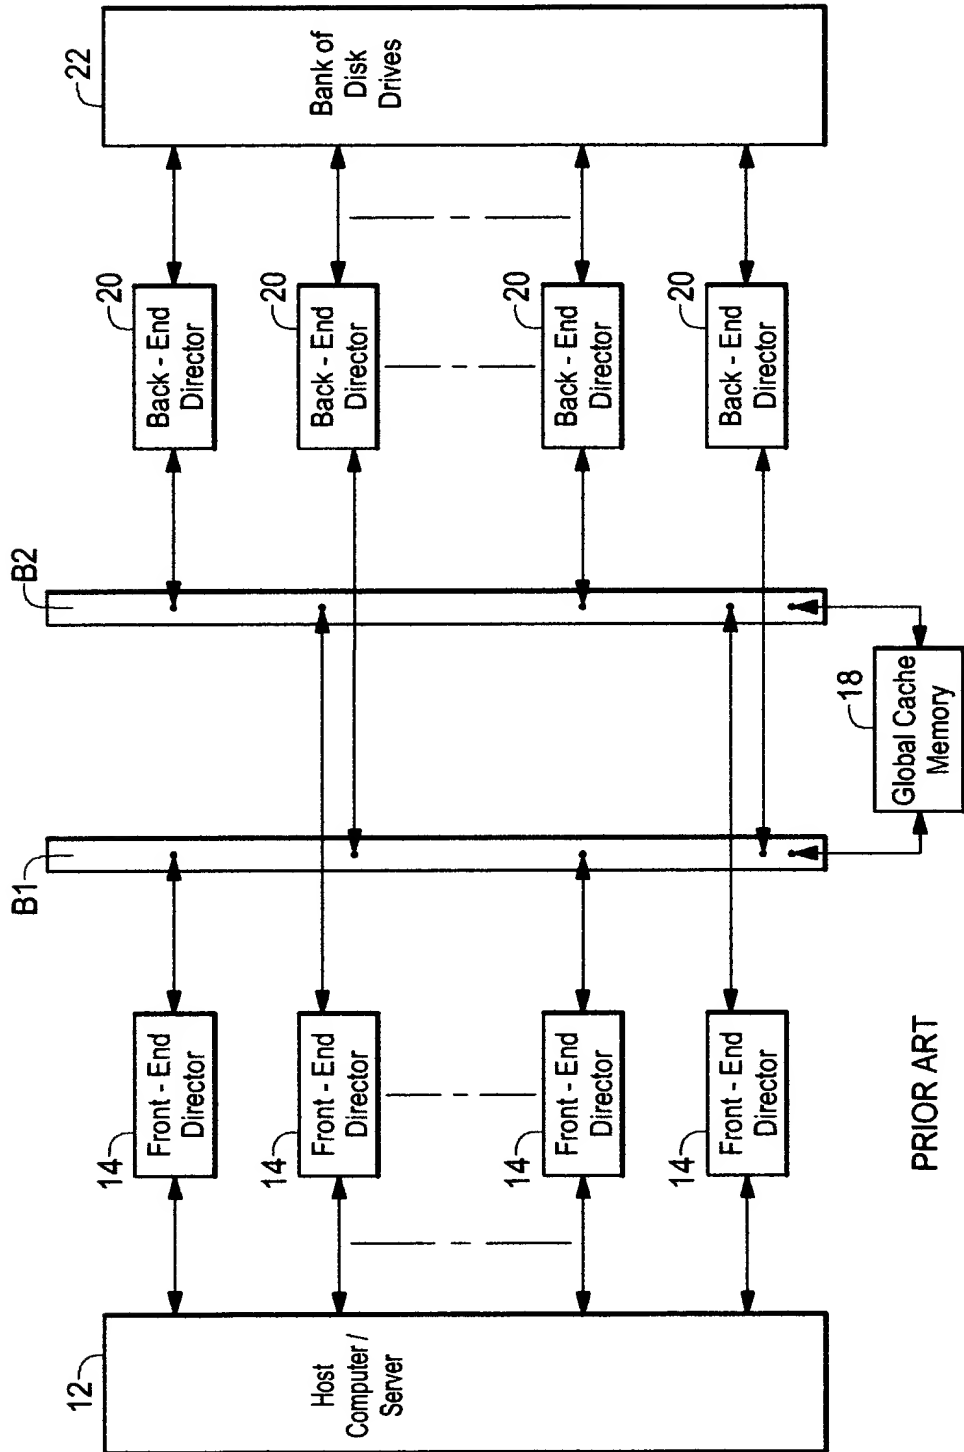 12
Host
Computer /
Server
14
Front - End
Director
14
Front - End
Director
14
Front - End
Director
14
Front - End
Director
PRIOR ART
B1
B2
18
Global Cache
Memory
20
Back - End
Director
20
Back - End
Director
20
Back - End
Director
20
Back - End
Director
22
Bank of
Disk
Drives